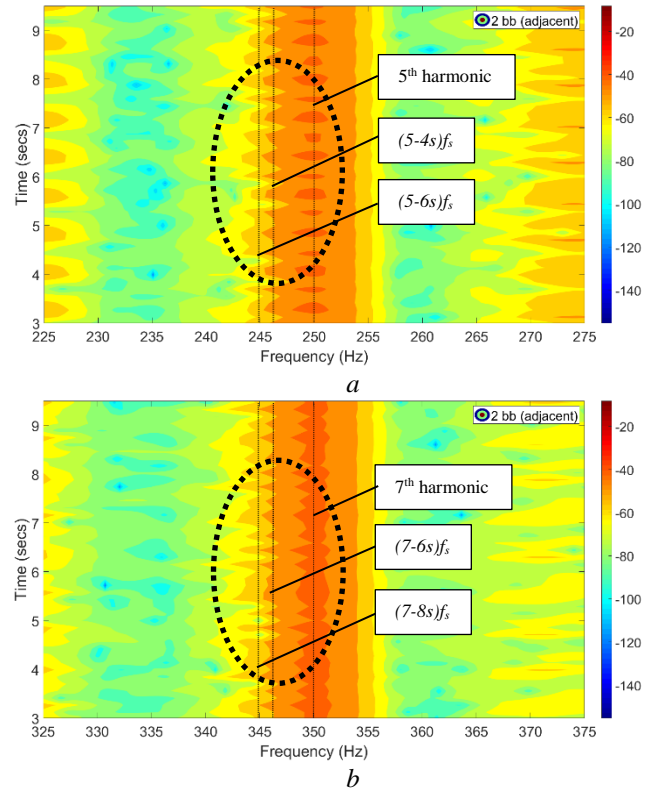 2 bb (adjacent)
9
8
7
6
5
4
3
Time (secs)
5th harmonic
(5-4s)fs
(5-6s)fs
225 230 235 225 245 250 255 260 265 270 275
Frequency (Hz)
-20
-40
-60
-80
-100
-120
-140
a
2 bb (adjacent)
9
8
7
6
5
4
3
Time (secs)
7th harmonic
(7-6s)fs
(7-8s)fs
325 330 335 340 345 350 355 360 365 370 375
Frequency (Hz)
-20
-40
-60
-80
-100
-120
-140
b